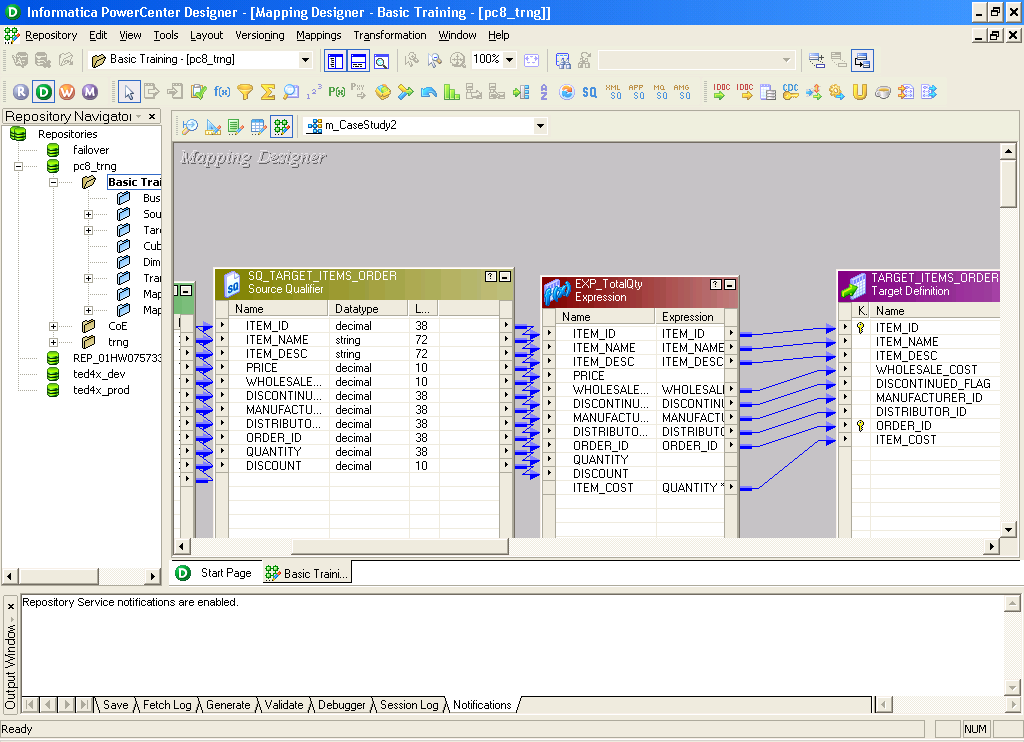 Informatica PowerCenter Designer - [Mapping Designer - Basic Training - [pc8_trng]]
Repository Edit View Tools Layout Versioning Mappings Transformation Window Help
Basic Training - [pc8_trng] 100%
Repository Navigator
m_CaseStudy2
Mapping Designer
Repositories
failover
pc8_trng
Basic Trai
Bus
Sou
Tar
Cub
Dim
Tra
Map
Map
CoE
trng
REP_01HW075733
ted4x_dev
ted4x_prod
SQ_TARGET_ITEMS_ORDER
Source Qualifier
Name Datatype L...
ITEM_ID decimal 38
ITEM_NAME string 72
ITEM_DESC string 72
PRICE decimal 10
WHOLESALE... decimal 10
DISCONTINU... decimal 38
MANUFACTU... decimal 38
DISTRIBUTO... decimal 38
ORDER_ID decimal 38
QUANTITY decimal 38
DISCOUNT decimal 10
EXP_TotalQty
Expression
Name Expression
ITEM_ID ITEM_ID
ITEM_NAME ITEM_NAME
ITEM_DESC ITEM_DESC
PRICE
WHOLESALE... WHOLESAL
DISCONTINU... DISCONTINU
MANUFACTU... MANUFACT
DISTRIBUTO... DISTRIBUTO
ORDER_ID ORDER_ID
QUANTITY
DISCOUNT
ITEM_COST QUANTITY *
TARGET_ITEMS_ORDER
Target Definition
K. Name
ITEM_ID
ITEM_NAME
ITEM_DESC
WHOLESALE_COST
DISCONTINUED_FLAG
MANUFACTURER_ID
DISTRIBUTOR_ID
ORDER_ID
ITEM_COST
Start Page Basic Traini...
Output Window
Repository Service notifications are enabled.
Save Fetch Log Generate Validate Debugger Session Log Notifications
Ready NUM